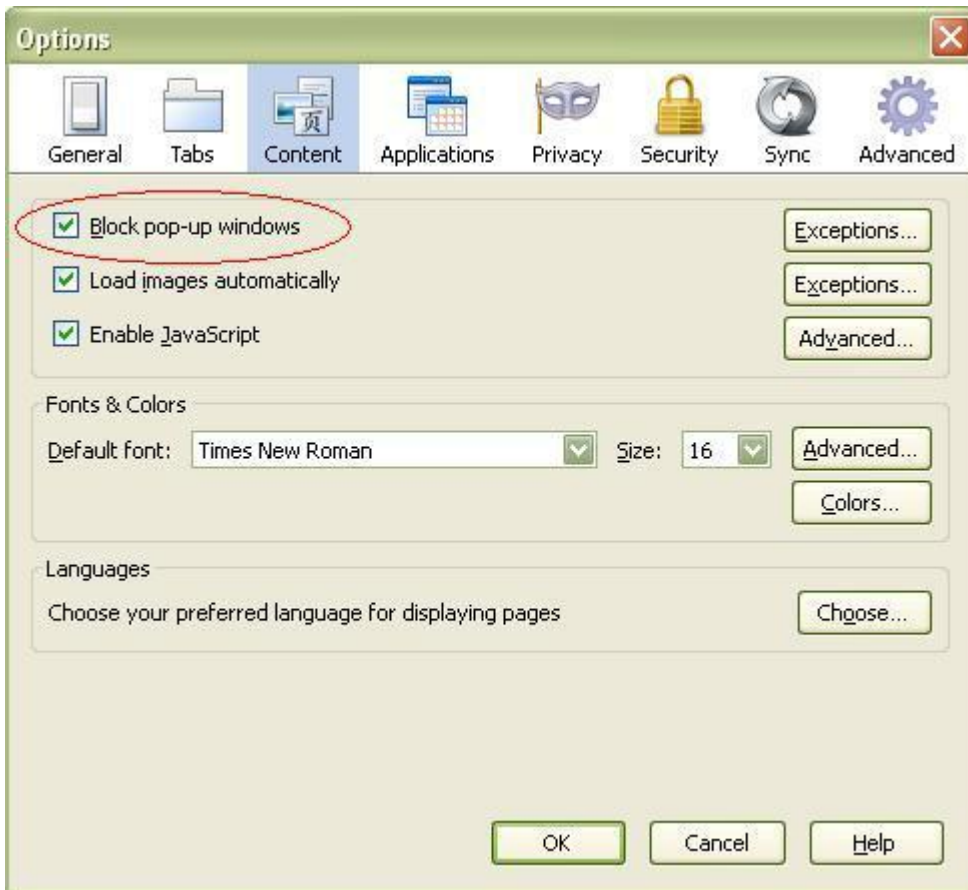 Options
General Tabs Content Applications Privacy Security Sync Advanced
页
Block pop-up windows Exceptions...
Load images automatically Exceptions...
Enable JavaScript Advanced...
Fonts & Colors
Default font: Times New Roman Size: 16 Advanced...
Colors...
Languages
Choose your preferred language for displaying pages Choose...
OK Cancel Help